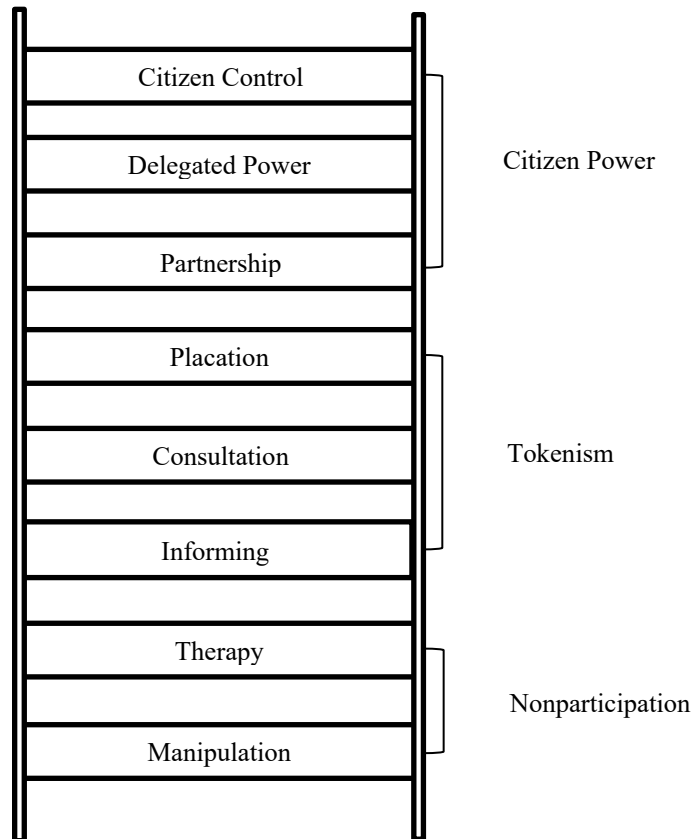 Citizen Control
Delegated Power
Citizen Power
Partnership
Placation
Consultation
Tokenism
Informing
Therapy
Nonparticipation
Manipulation